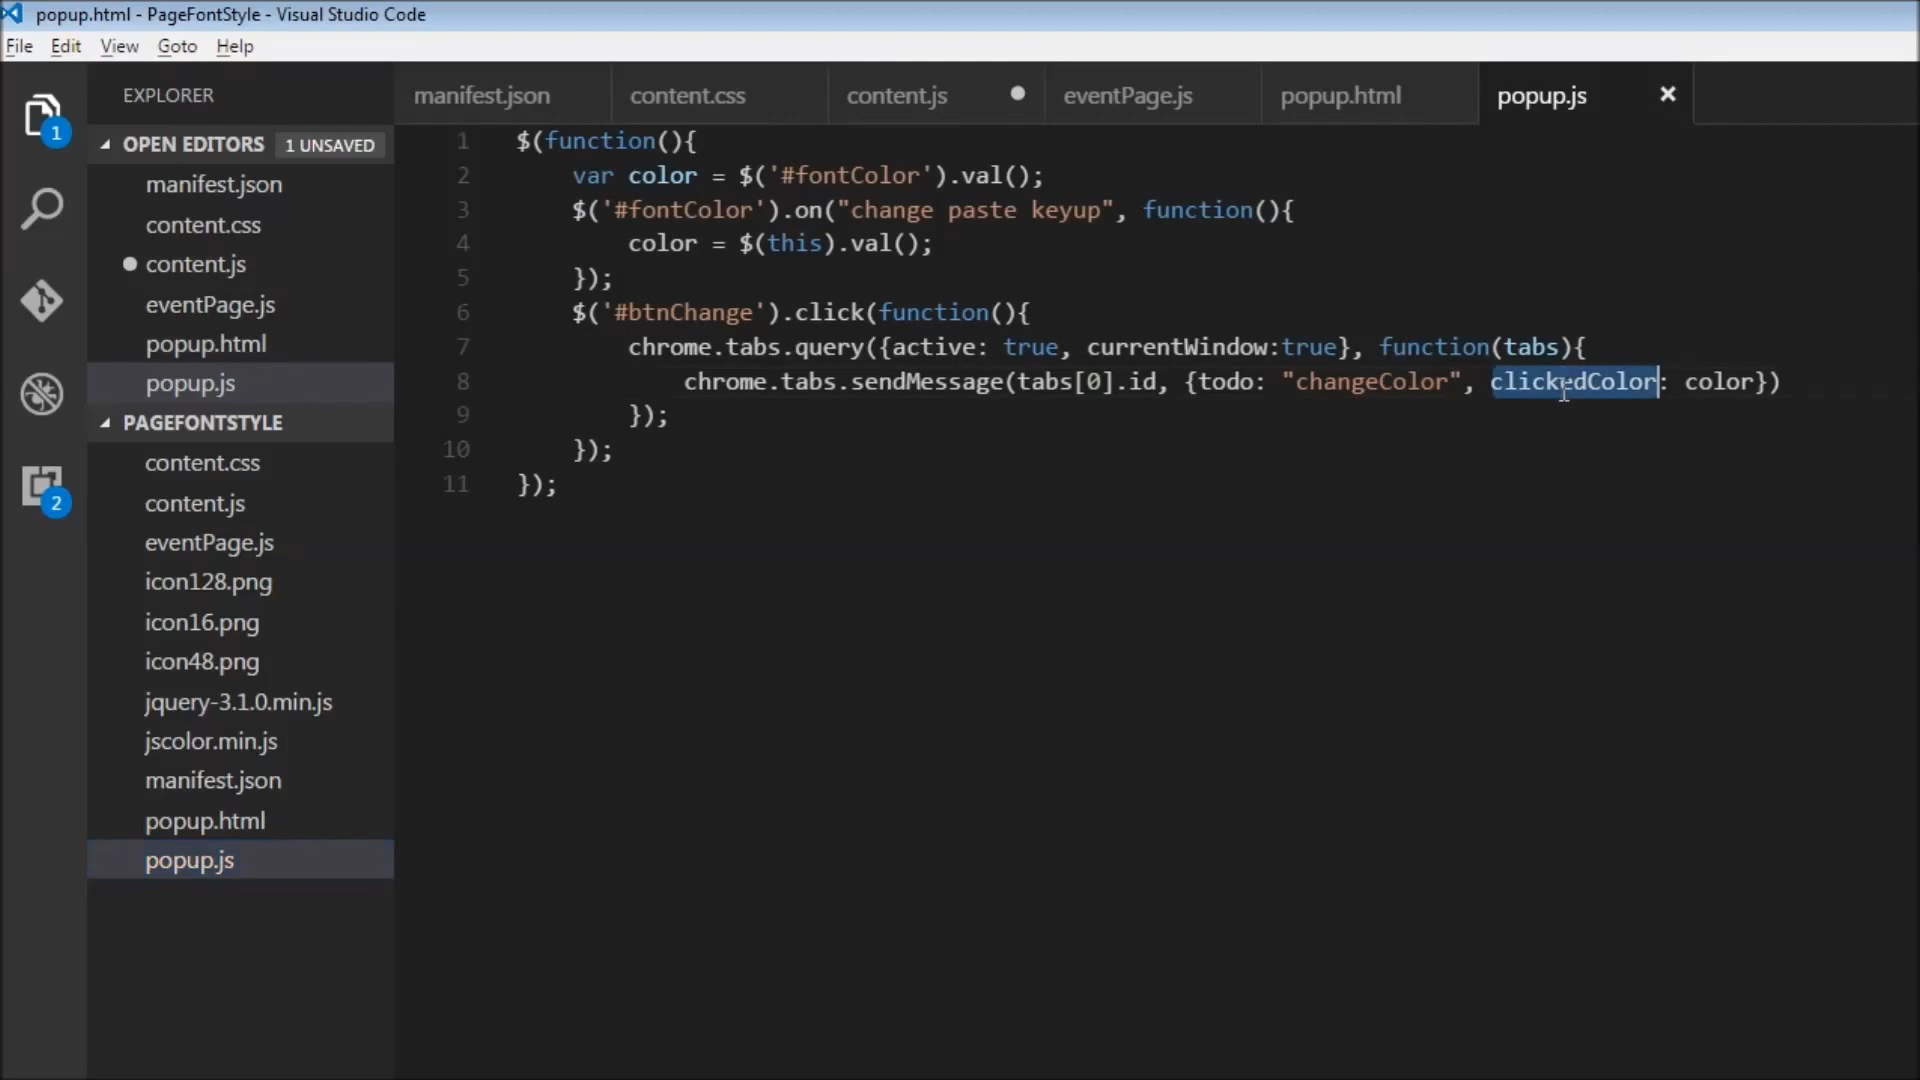 popup.html - PageFontStyle - Visual Studio Code
File Edit View Goto Help
EXPLORER
manifest.json content.css content.js eventPage.js popup.html popup.js
1
OPEN EDITORS 1 UNSAVED
manifest.json
content.css
content.js
eventPage.js
popup.html
popup.js
PAGEFONTSTYLE
content.css
content.js
2
eventPage.js
icon128.png
icon16.png
icon48.png
jquery-3.1.0.min.js
jscolor.min.js
manifest.json
popup.html
popup.js
1 $(function(){
2 var color = $('#fontColor').val();
3 $('#fontColor').on("change paste keyup", function(){
4 color = $(this).val();
5 });
6 $('#btnChange').click(function(){
7 chrome.tabs.query({active: true, currentWindow:true}, function(tabs){
8 chrome.tabs.sendMessage(tabs[0].id, {todo: "changeColor", clickedColor: color})
9 });
10 });
11 });